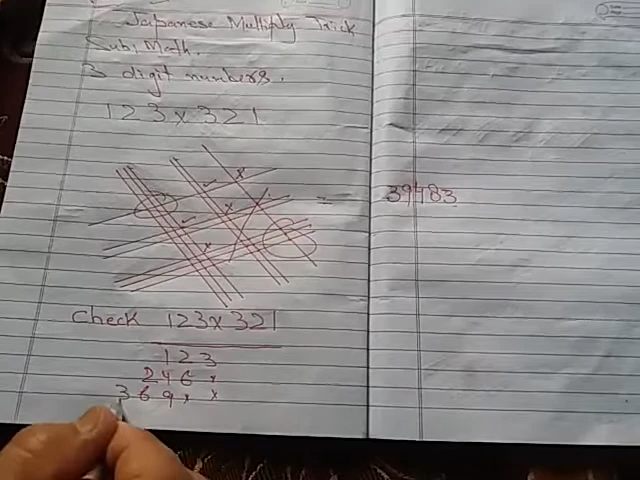 Japanese Multiply Trick
Sub, Math.
3 digit numbers.
123 x 321
= 39483
Check 123 x 321
123
246 x
369 x x